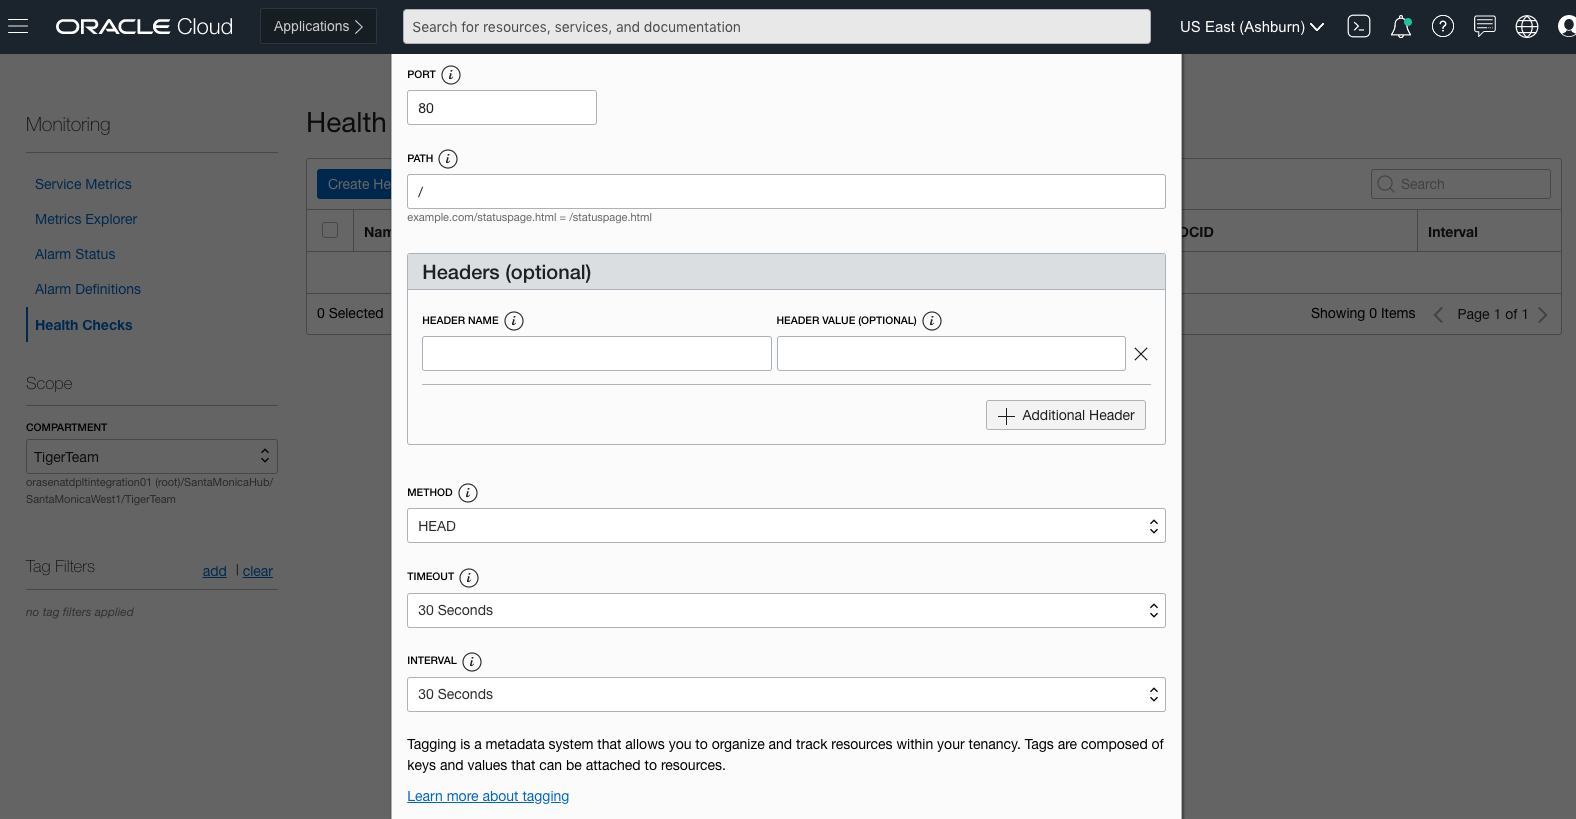 ORACLE Cloud
Applications
Search for resources, services, and documentation
US East (Ashburn)
Monitoring
Service Metrics
Metrics Explorer
Alarm Status
Alarm Definitions
Health Checks
Scope
COMPARTMENT
TigerTeam
orasenatdpltintegration01 (root)/SantaMonicaHub/
SantaMonicaWest1/TigerTeam
Tag Filters
add | clear
no tag filters applied
Health
Create He
Nam
0 Selected
PORT
80
PATH
/
example.com/statuspage.html = /statuspage.html
Headers (optional)
HEADER NAME
HEADER VALUE (OPTIONAL)
Additional Header
METHOD
HEAD
TIMEOUT
30 Seconds
INTERVAL
30 Seconds
Tagging is a metadata system that allows you to organize and track resources within your tenancy. Tags are composed of
keys and values that can be attached to resources.
Learn more about tagging
Search
OCID
Interval
Showing 0 Items
Page 1 of 1